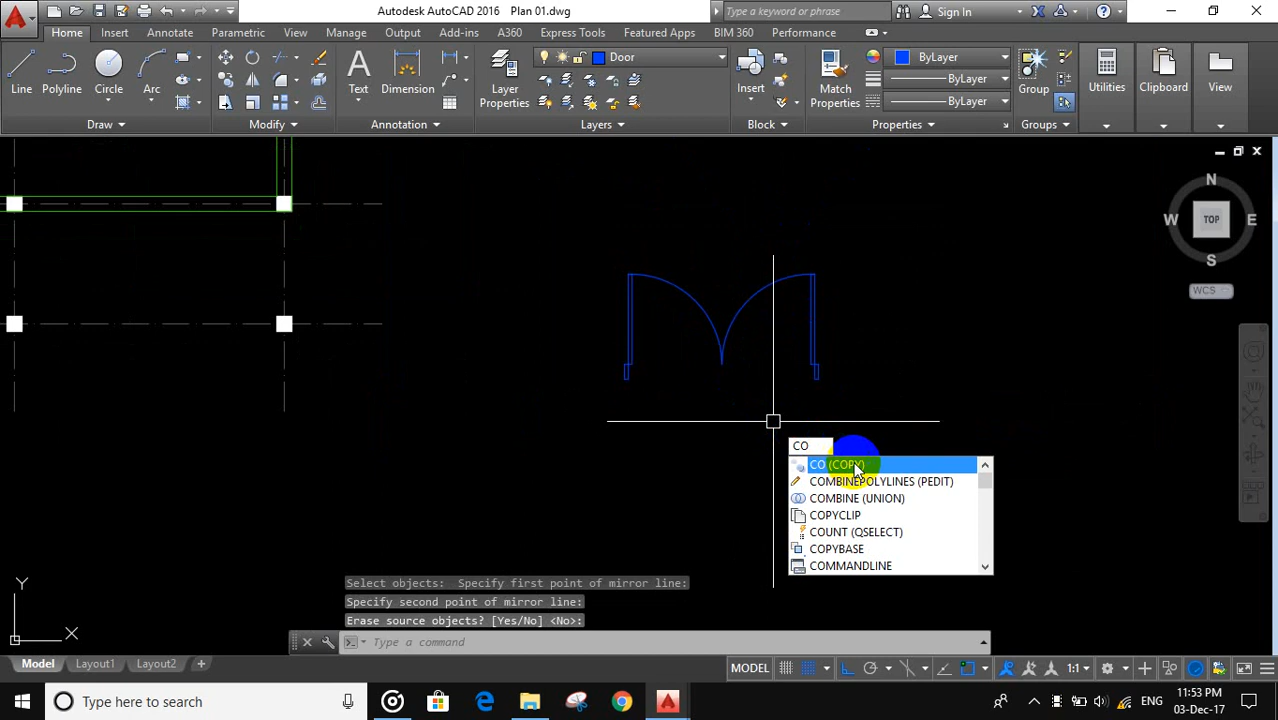 Autodesk AutoCAD 2016 Plan 01.dwg
Type a keyword or phrase
Sign In
Home Insert Annotate Parametric View Manage Output Add-ins A360 Express Tools Featured Apps BIM 360 Performance
Line Polyline Circle Arc
Draw
Modify
Text Dimension
Annotation
Layer
Properties
Door
Layers
Insert
Block
Match
Properties
ByLayer
ByLayer
ByLayer
Properties
Group
Groups
Utilities
Clipboard
View
N
W TOP E
S
WCS
CO
CO (COPY)
COMBINEPOLYLINES (PEDIT)
COMBINE (UNION)
COPYCLIP
COUNT (QSELECT)
COPYBASE
COMMANDLINE
Y
X
Select objects: Specify first point of mirror line:
Specify second point of mirror line:
Erase source objects? [Yes/No] <No>:
Type a command
Model Layout1 Layout2 +
MODEL
1:1
Type here to search
ENG
11:53 PM
03-Dec-17